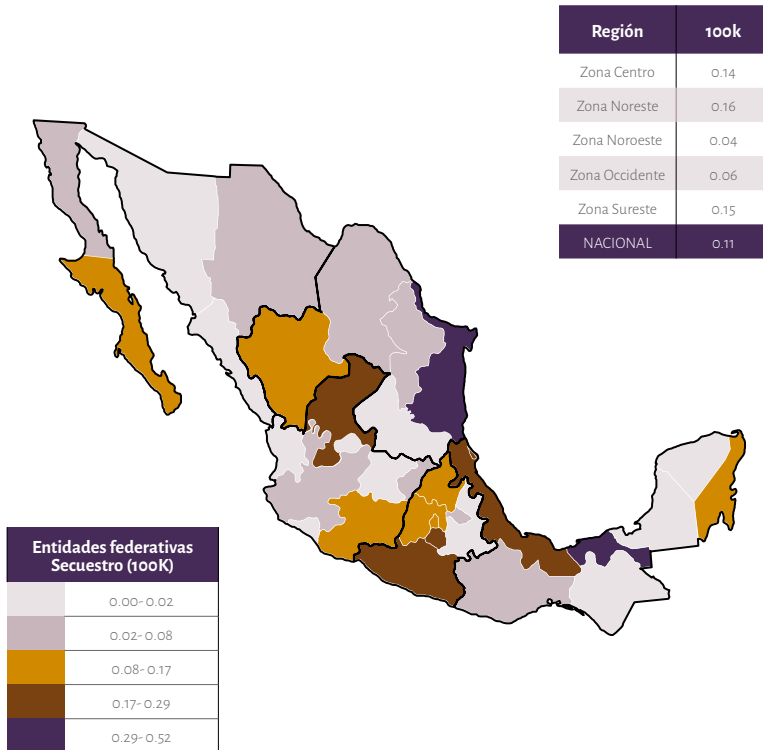 Región 100k
Zona Centro 0.14
Zona Noreste 0.16
Zona Noroeste 0.04
Zona Occidente 0.06
Zona Sureste 0.15
NACIONAL 0.11
Entidades federativas
Secuestro (100K)
0.00- 0.02
0.02- 0.08
0.08- 0.17
0.17- 0.29
0.29- 0.52